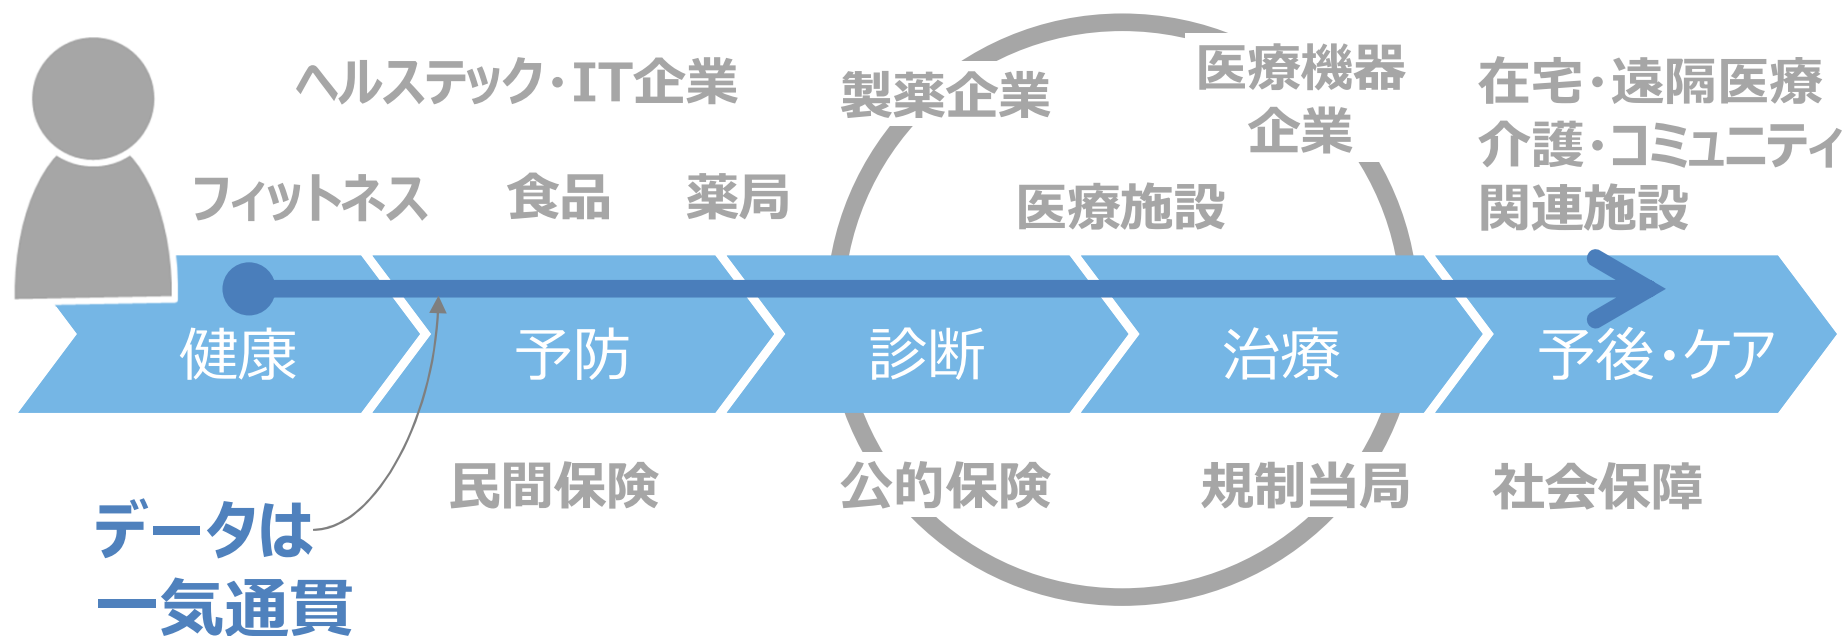 ヘルステック・IT企業
製薬企業
医療機器
企業
在宅・遠隔医療
介護・コミュニティ
関連施設
フィットネス
食品
薬局
医療施設
健康
予防
診断
治療
予後・ケア
民間保険
公的保険
規制当局
社会保障
データは
一気通貫